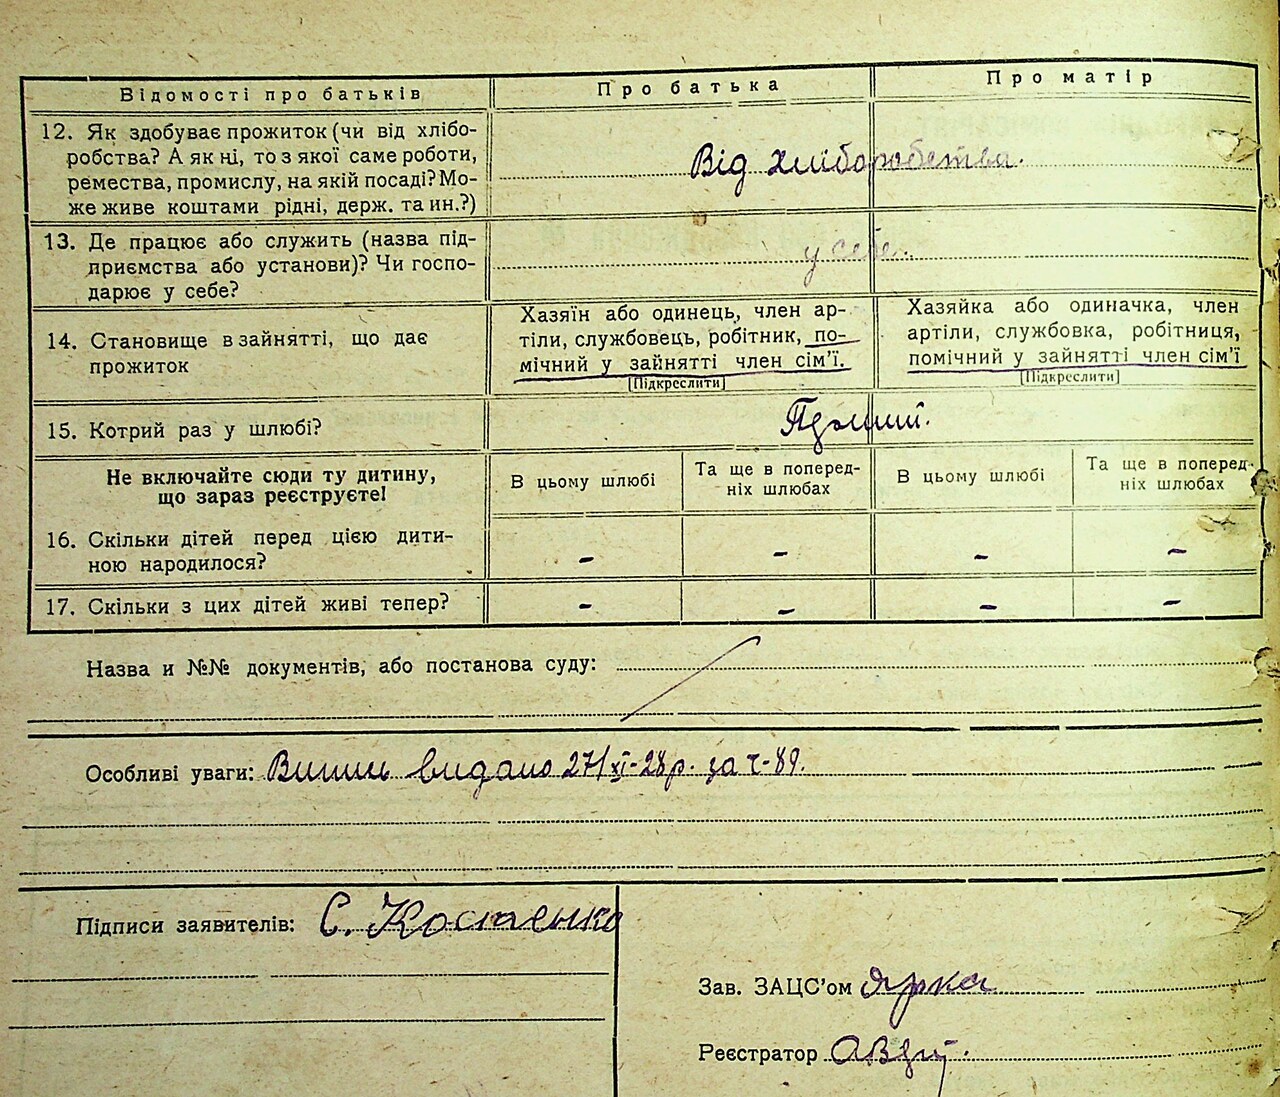 Відомості про батьків
Про батька
Про матір
12. Як здобуває прожиток (чи від хлібо-
робства? А як ні, то з якої саме роботи,
ремества, промислу, на якій посаді? Мо-
же живе коштами рідні, держ. та ин.?)
Від хліборобства.
13. Де працює або служить (назва під-
приємства або установи)? Чи госпо-
дарює у себе?
у себе.
14. Становище в зайнятті, що дає
прожиток
Хазяїн або одинець, член ар-
тіли, службовець, робітник, по-
мічний у зайнятті член сім'ї.
[Підкреслити]
Хазяйка або одиначка, член
артіли, службовка, робітниця,
помічний у зайнятті член сім'ї
[Підкреслити]
15. Котрий раз у шлюбі?
Не включайте сюди ту дитину,
що зараз реєструєте!
В цьому шлюбі
Та ще в поперед-
ніх шлюбах
В цьому шлюбі
Та ще в поперед-
ніх шлюбах
16. Скільки дітей перед цією дити-
ною народилося?
– – – –
17. Скільки з цих дітей живі тепер?
– – – –
Назва и №№ документів, або постанова суду:
Особливі уваги: Випись видано 27/XI-28р. за ч-89.
Підписи заявителів: С. Костенко
Зав. ЗАЦС'ом
Реєстратор